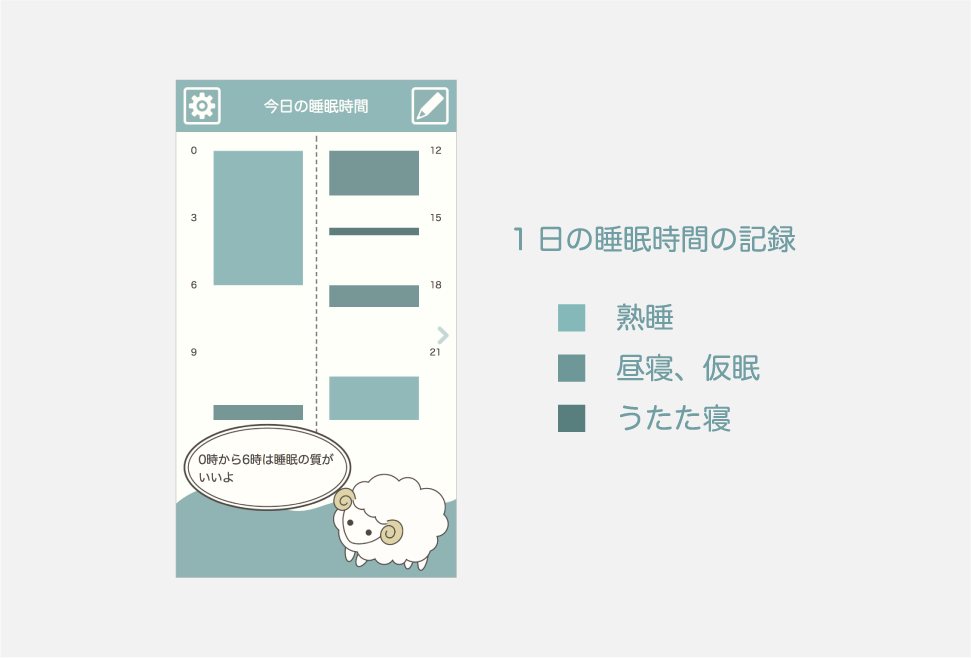 今日の睡眠時間
0
3
6
9
12
15
18
21
0時から6時は睡眠の質が
いいよ
1日の睡眠時間の記録
熟睡
昼寝、仮眠
うたた寝